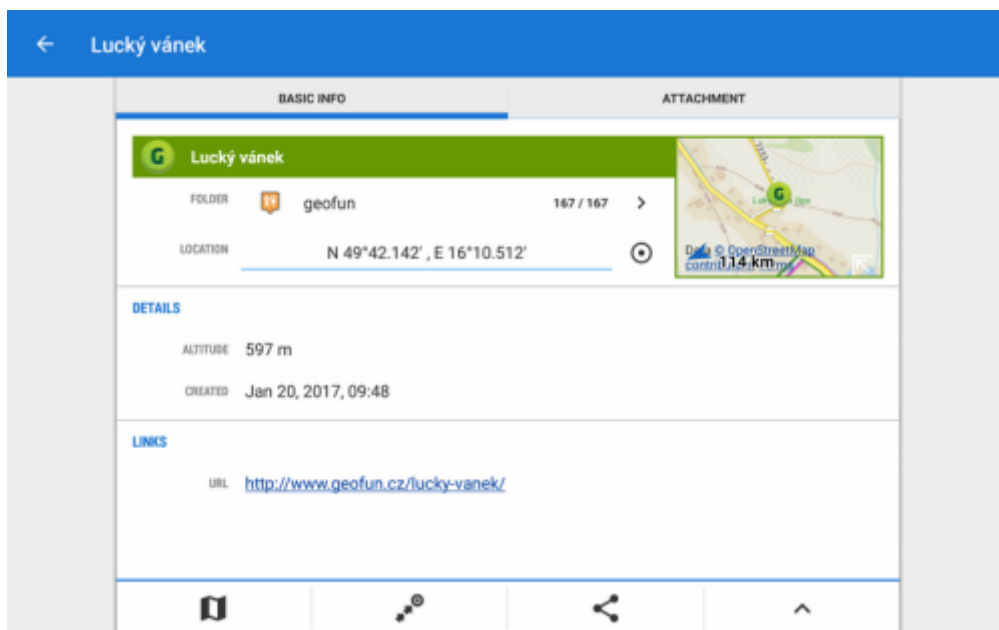 Lucký vánek
BASIC INFO
ATTACHMENT
G Lucký vánek
FOLDER geofun 167 / 167
LOCATION N 49°42.142' , E 16°10.512'
G
Data © OpenStreetMap
114 km
DETAILS
ALTITUDE 597 m
CREATED Jan 20, 2017, 09:48
LINKS
URL http://www.geofun.cz/lucky-vanek/